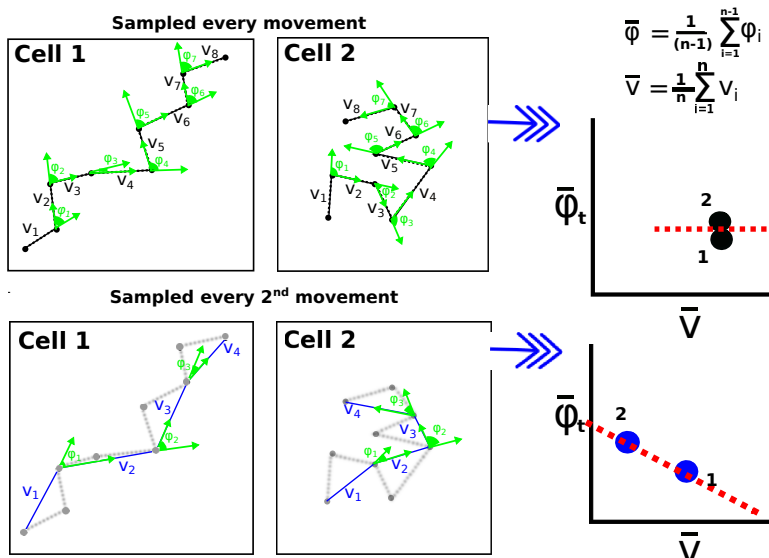 Sampled every movement
Cell 1
v₁
v₂
v₃
v₄
v₅
v₆
v₇
v₈
φ₁
φ₂
φ₃
φ₄
φ₅
φ₆
φ₇
Cell 2
v₁
v₂
v₃
v₄
v₅
v₆
v₇
v₈
φ₁
φ₂
φ₃
φ₄
φ₅
φ₆
φ₇
φ̄ = 1/(n-1) ∑_{i=1}^{n-1} φᵢ
v̄ = 1/n ∑_{i=1}^{n} vᵢ
φ̄ₜ
2
1
v̄
Sampled every 2nd movement
Cell 1
v₁
v₂
v₃
v₄
φ₁
φ₂
φ₃
Cell 2
v₁
v₂
v₃
v₄
φ₁
φ₂
φ₃
φ̄ₜ
2
1
v̄